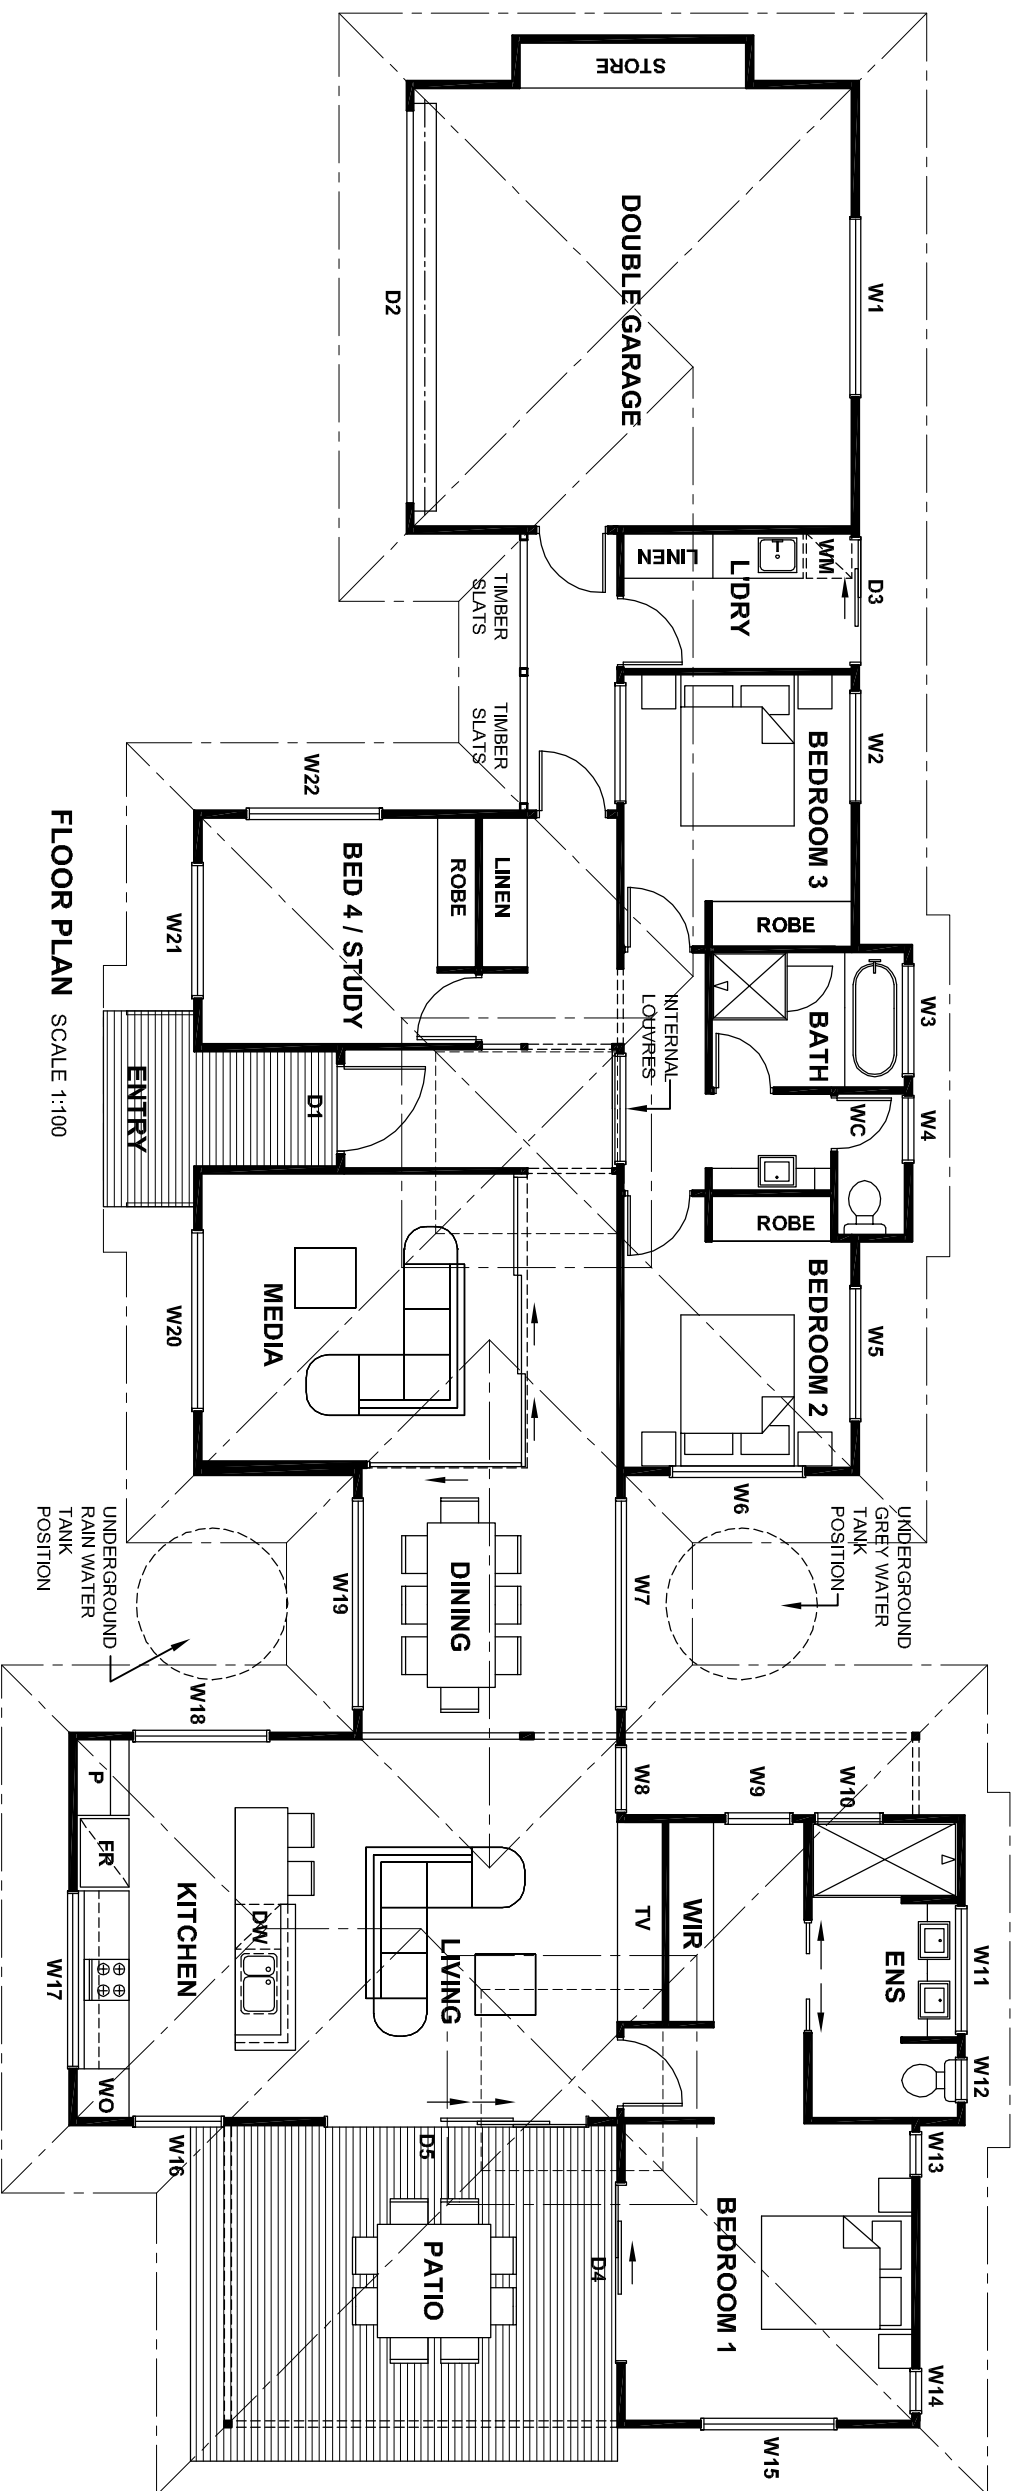 STORE
DOUBLE GARAGE
W1
D2
LINEN
WM
L'DRY
D3
TIMBER
SLATS
TIMBER
SLATS
BEDROOM 3
W2
ROBE
W22
BED 4 / STUDY
ROBE
LINEN
W21
BATH
W3
INTERNAL
LOUVRES
WC
W4
ENTRY
D1
ROBE
BEDROOM 2
W5
W6
MEDIA
W20
UNDERGROUND
GREY WATER
TANK
POSITION
W7
DINING
W19
UNDERGROUND
RAIN WATER
TANK
POSITION
W18
W8
W9
W10
P
FR
KITCHEN
DW
WO
W17
W16
LIVING
TV
WIR
ENS
W11
W12
W13
D5
PATIO
D4
BEDROOM 1
W14
W15
FLOOR PLAN SCALE 1:100